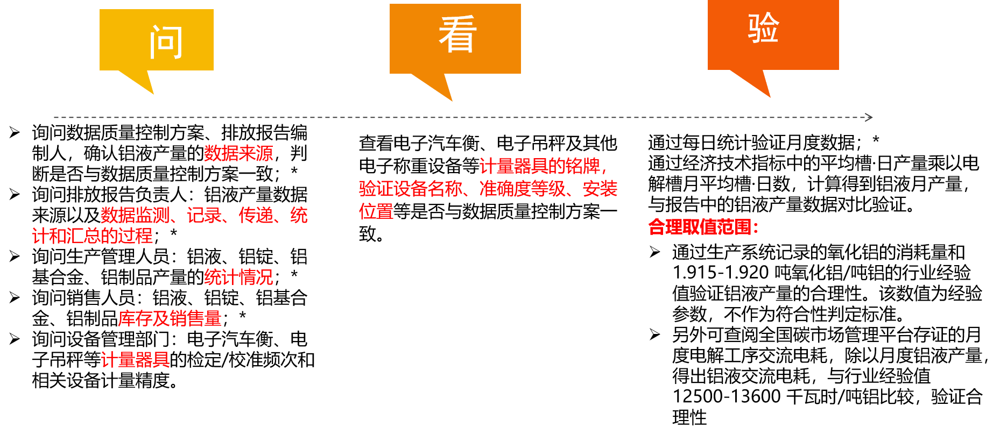 问
看
验
询问数据质量控制方案、排放报告编
制人，确认铝液产量的数据来源，判
断是否与数据质量控制方案一致；*
询问排放报告负责人：铝液产量数据
来源以及数据监测、记录、传递、统
计和汇总的过程；*
询问生产管理人员：铝液、铝锭、铝
基合金、铝制品产量的统计情况；*
询问销售人员：铝液、铝锭、铝基合
金、铝制品库存及销售量；*
询问设备管理部门：电子汽车衡、电
子吊秤等计量器具的检定/校准频次和
相关设备计量精度。
查看电子汽车衡、电子吊秤及其他
电子称重设备等计量器具的铭牌，
验证设备名称、准确度等级、安装
位置等是否与数据质量控制方案一
致。
通过每日统计验证月度数据；*
通过经济技术指标中的平均槽·日产量乘以电
解槽月平均槽·日数，计算得到铝液月产量，
与报告中的铝液产量数据对比验证。
合理取值范围：
通过生产系统记录的氧化铝的消耗量和
1.915-1.920 吨氧化铝/吨铝的行业经验
值验证铝液产量的合理性。该数值为经验
参数，不作为符合性判定标准。
另外可查阅全国碳市场管理平台存证的月
度电解工序交流电耗，除以月度铝液产量，
得出铝液交流电耗，与行业经验值
12500-13600 千瓦时/吨铝比较，验证合
理性